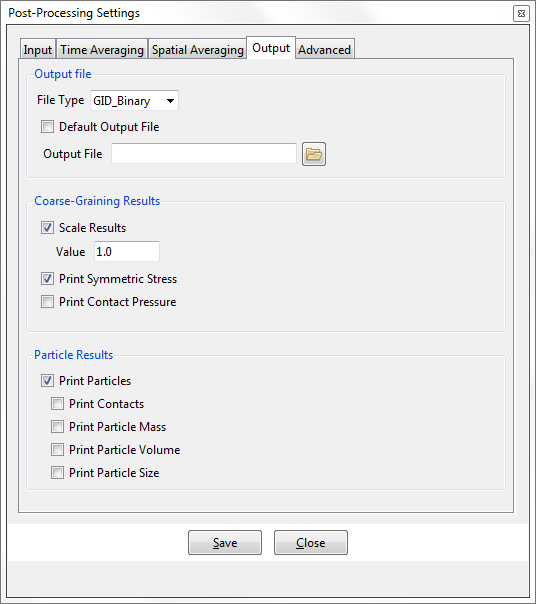 Post-Processing Settings
Input Time Averaging Spatial Averaging Output Advanced
Output file
File Type GID_Binary
Default Output File
Output File
Coarse-Graining Results
Scale Results
Value 1.0
Print Symmetric Stress
Print Contact Pressure
Particle Results
Print Particles
Print Contacts
Print Particle Mass
Print Particle Volume
Print Particle Size
Save Close